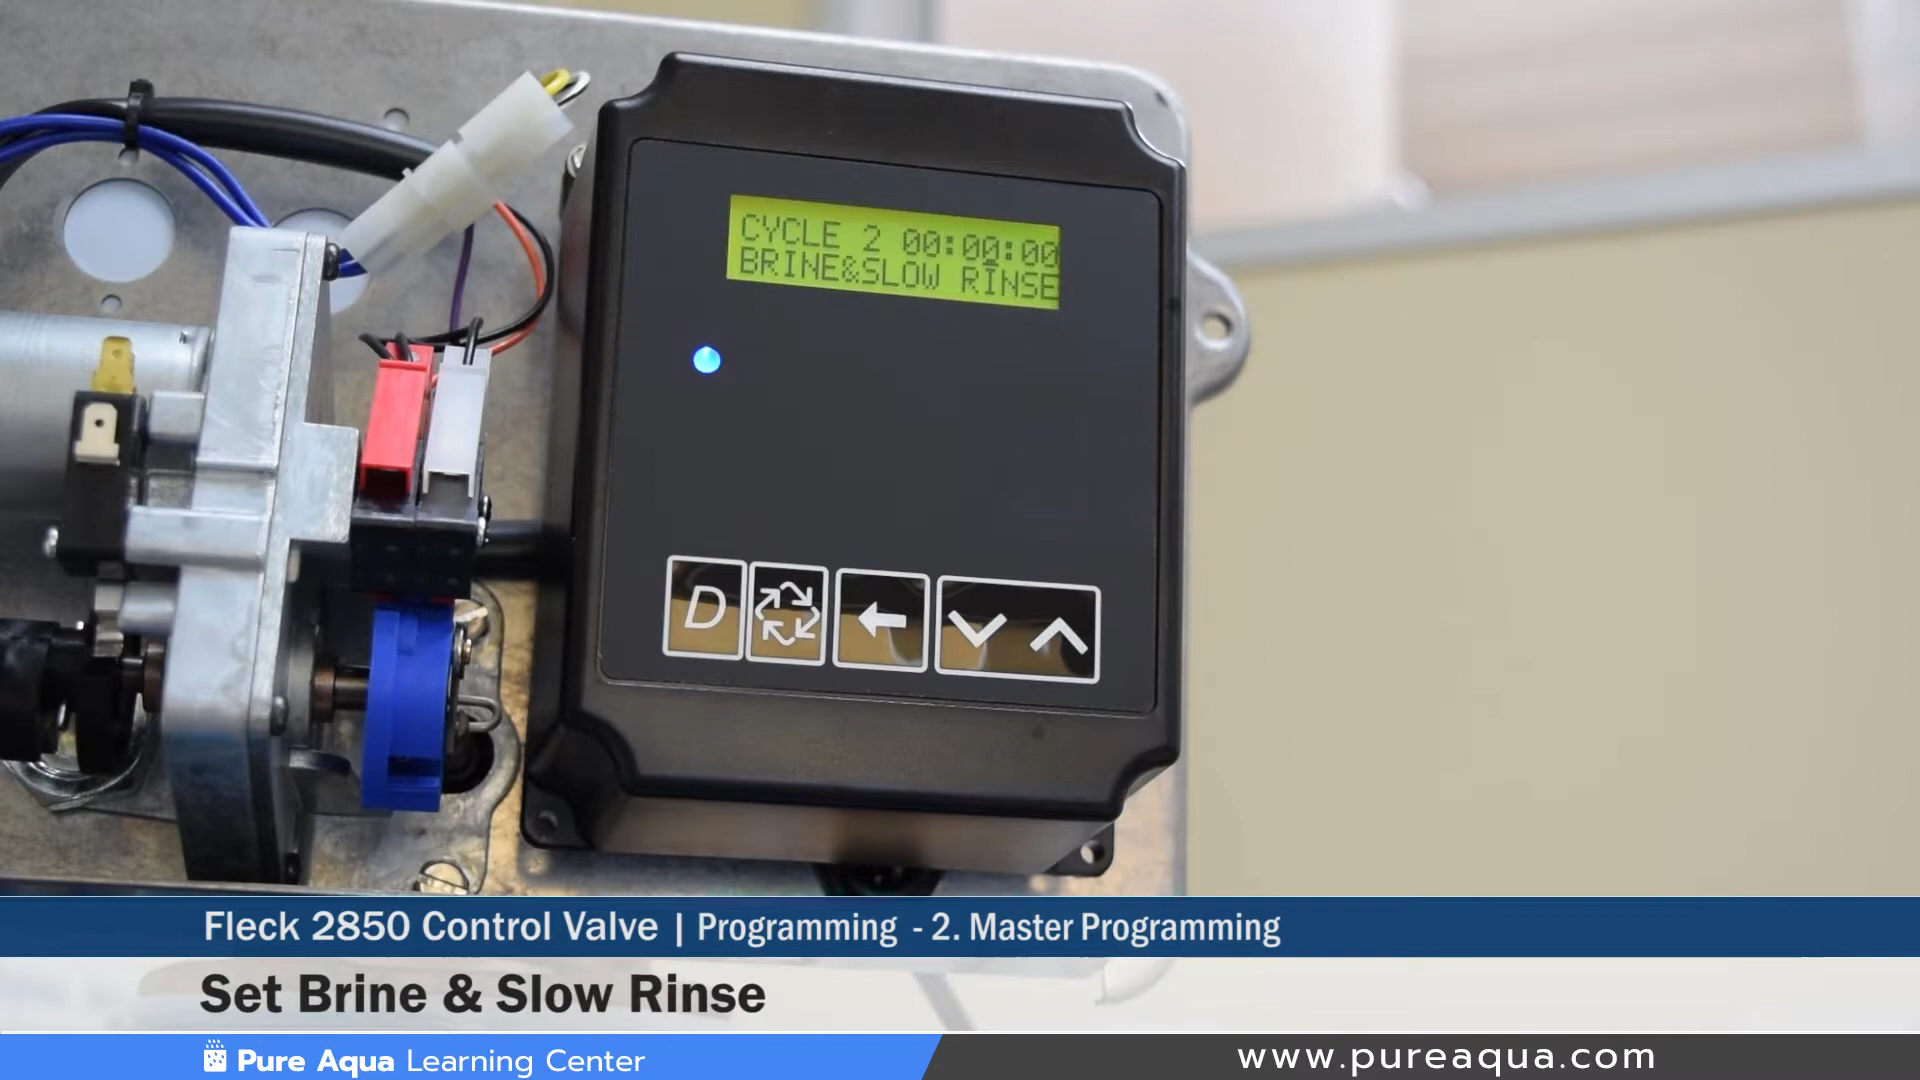 CYCLE 2 00:00:00
BRINE&SLOW RINSE
D
Fleck 2850 Control Valve | Programming - 2. Master Programming
Set Brine & Slow Rinse
Pure Aqua Learning Center
www.pureaqua.com